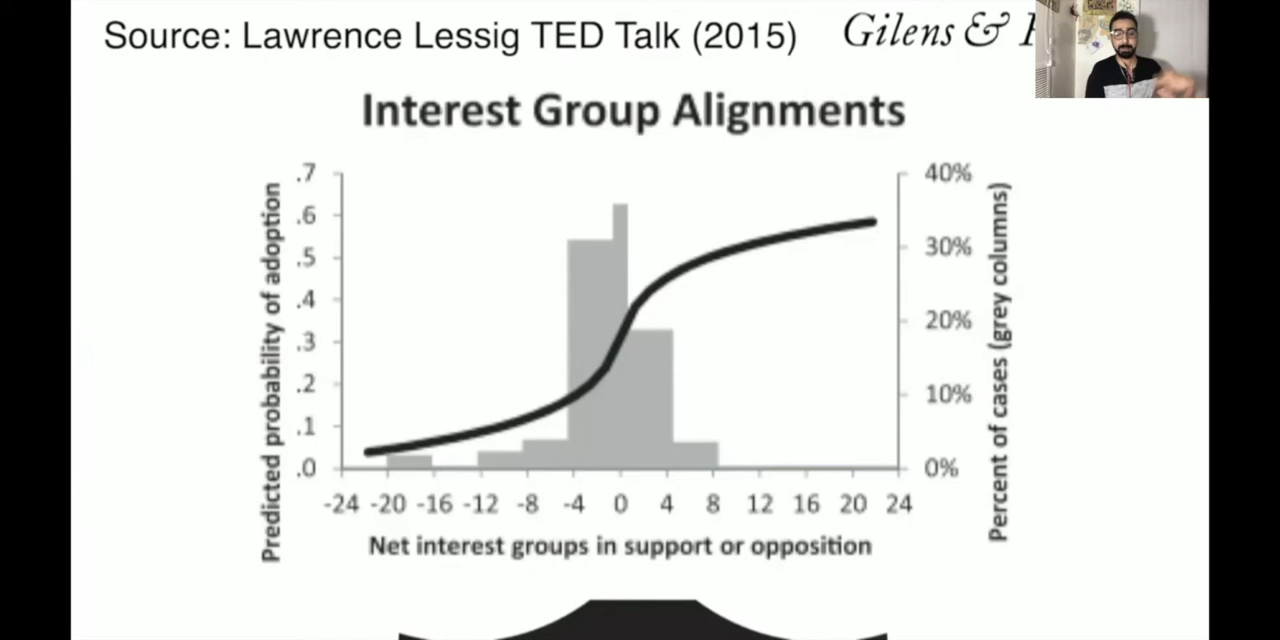 Source: Lawrence Lessig TED Talk (2015)
Gilens &
Interest Group Alignments
Predicted probability of adoption
.7
.6
.5
.4
.3
.2
.1
.0
40%
30%
20%
10%
0%
Percent of cases (grey columns)
-24 -20 -16 -12 -8 -4 0 4 8 12 16 20 24
Net interest groups in support or opposition